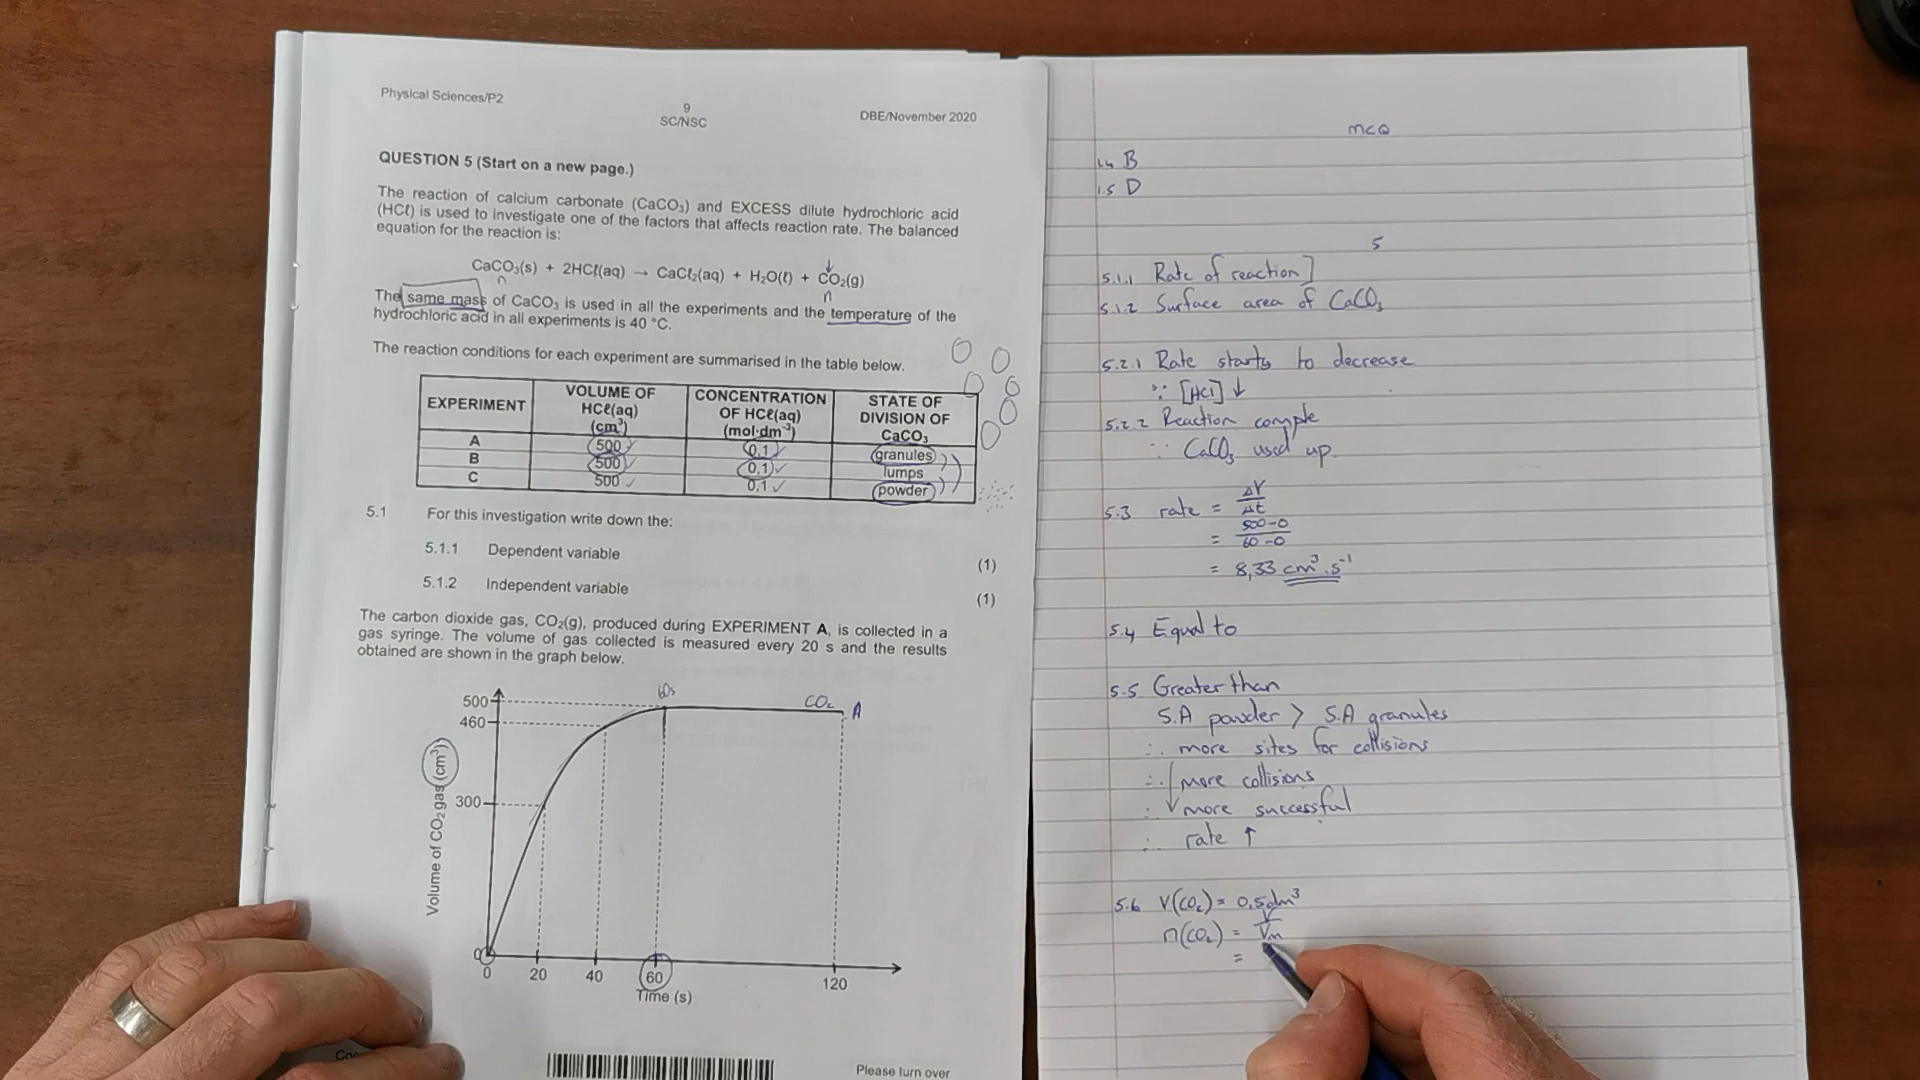 Physical Sciences/P2
9
SC/NSC
DBE/November 2020
QUESTION 5 (Start on a new page.)
The reaction of calcium carbonate (CaCO₃) and EXCESS dilute hydrochloric acid
(HCℓ) is used to investigate one of the factors that affects reaction rate. The balanced
equation for the reaction is:
CaCO₃(s) + 2HCℓ(aq) → CaCℓ₂(aq) + H₂O(ℓ) + CO₂(g)
n
n
The same mass of CaCO₃ is used in all the experiments and the temperature of the
hydrochloric acid in all experiments is 40 °C.
The reaction conditions for each experiment are summarised in the table below.
EXPERIMENT
VOLUME OF
HCℓ(aq)
(cm³)
CONCENTRATION
OF HCℓ(aq)
(mol·dm⁻³)
STATE OF
DIVISION OF
CaCO₃
A 500 0,1 granules
B 500 0,1 lumps
C 500 0,1 powder
5.1 For this investigation write down the:
5.1.1 Dependent variable (1)
5.1.2 Independent variable (1)
The carbon dioxide gas, CO₂(g), produced during EXPERIMENT A, is collected in a
gas syringe. The volume of gas collected is measured every 20 s and the results
obtained are shown in the graph below.
60s
CO₂
A
500
460
300
0
Volume of CO₂ gas (cm³)
0 20 40 60 120
Time (s)
Please turn over
MCQ
1.4 B
1.5 D
5
5.1.1 Rate of reaction]
5.1.2 Surface area of CaCO₃
5.2.1 Rate starts to decrease
∵ [HCl] ↓
5.2.2 Reaction comple
∵ CaCO₃ used up.
5.3 rate = ΔV/Δt
= 500-0/60-0
= 8,33 cm³.s⁻¹
5.4 Equal to
5.5 Greater than
S.A powder > S.A granules
∴ more sites for collisions
∴ more collisions
∴ more successful
∴ rate ↑
5.6 V(CO₂) = 0,5dm³
n(CO₂) = V/Vm
=